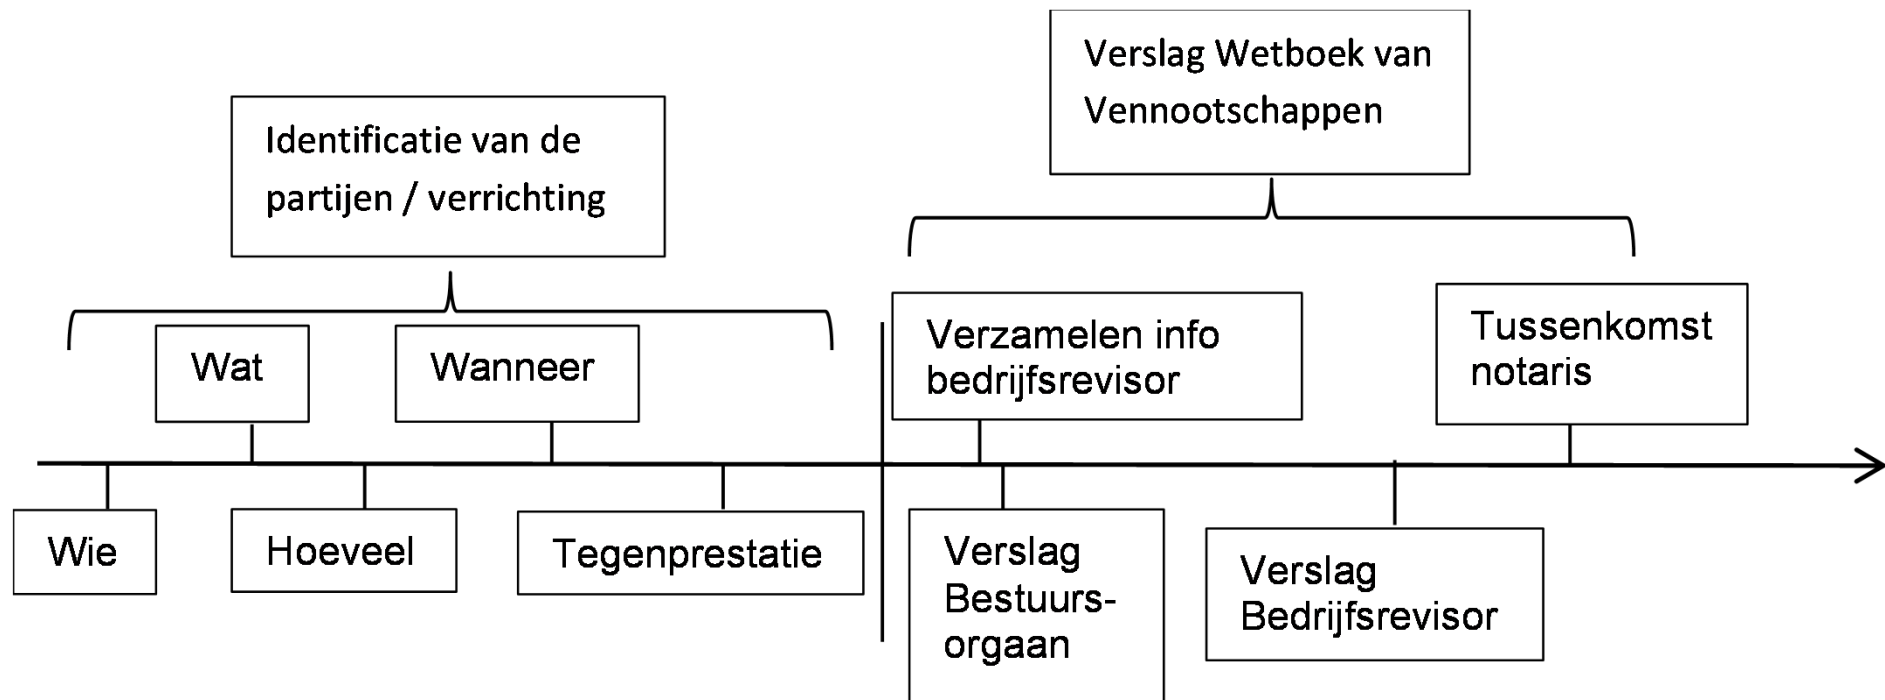 Verslag Wetboek van
Vennootschappen
Identificatie van de
partijen / verrichting
Wat
Wanneer
Verzamelen info
bedrijfsrevisor
Tussenkomst
notaris
Wie
Hoeveel
Tegenprestatie
Verslag
Bestuurs-
orgaan
Verslag
Bedrijfsrevisor